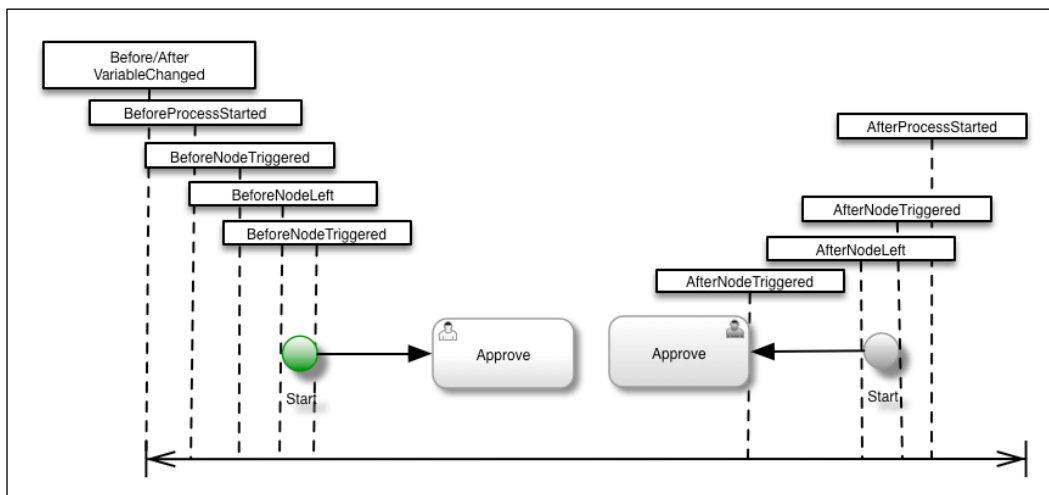 Before/After
VariableChanged
BeforeProcessStarted
AfterProcessStarted
BeforeNodeTriggered
BeforeNodeLeft
AfterNodeTriggered
BeforeNodeTriggered
AfterNodeLeft
AfterNodeTriggered
Approve
Approve
Start
Start